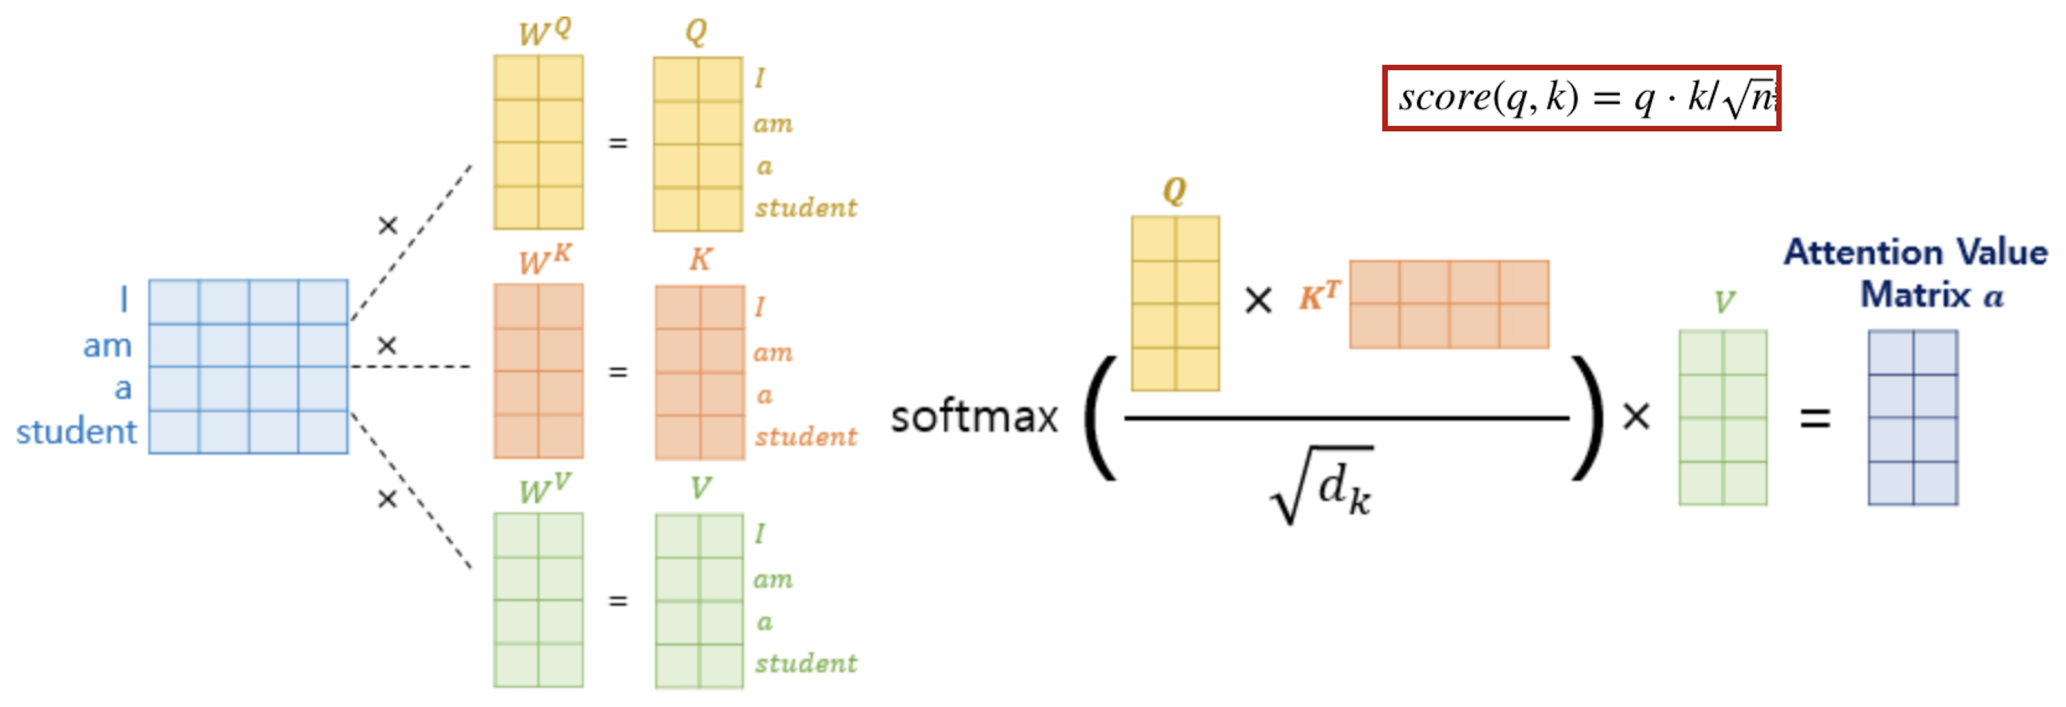 I
am
a
student
×
×
×
W^Q
=
Q
I
am
a
student
W^K
=
K
I
am
a
student
W^V
=
V
I
am
a
student
score(q, k) = q · k/√n
softmax
(
Q
×
K^T
√d_k
)
×
V
=
Attention Value
Matrix a